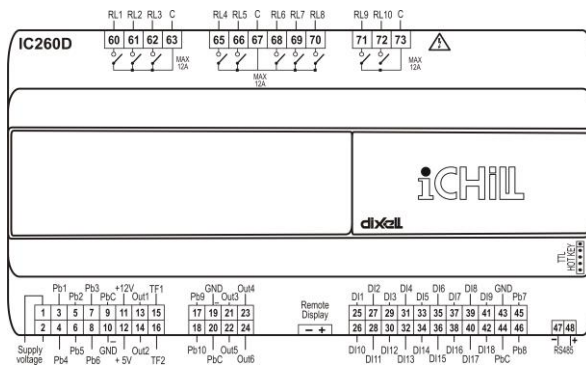 RL1 RL2 RL3 C RL4 RL5 C RL6 RL7 RL8 RL9 RL10 C
IC260D 60 61 62 63 65 66 67 68 69 70 71 72 73
MAX 12A MAX 12A MAX 12A
iCHILL
dixell
TTL
HOT KEY
Pb1 Pb3 +12V TF1 GND Out4 DI2 DI4 DI6 DI8 GND
Pb2 PbC Out1 Pb9 Out3 Remote DI1 DI3 DI5 DI7 DI9 Pb7
1 3 5 7 9 11 13 15 17 19 21 23 Display 25 27 29 31 33 35 37 39 41 43 45
2 4 6 8 10 12 14 16 18 20 22 24 - + 26 28 30 32 34 36 38 40 42 44 46 47 48
Supply voltage Pb5 GND Out2 Pb10 Out5 DI10 DI12 DI14 DI16 DI18 Pb8 - +
Pb4 Pb6 +5V TF2 PbC Out6 DI11 DI13 DI15 DI17 PbC RS485